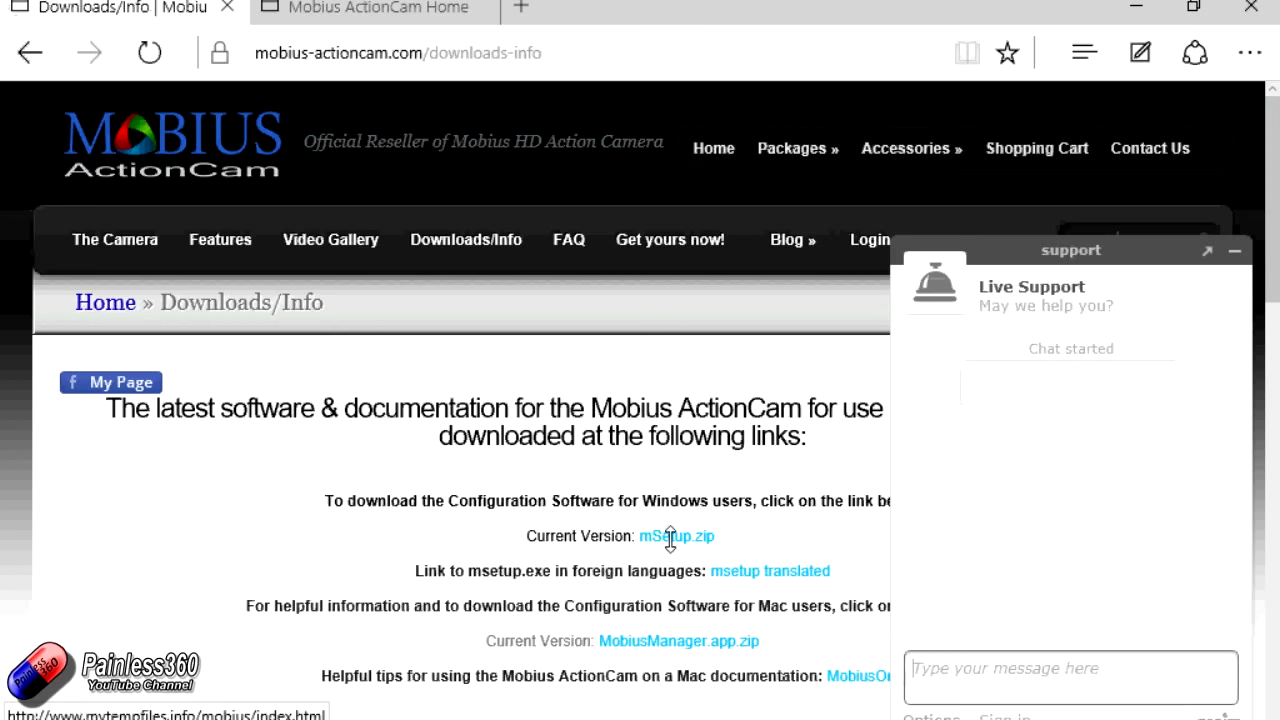 Downloads/Info | Mobiu
Mobius ActionCam Home
mobius-actioncam.com/downloads-info
MOBIUS
ActionCam
Official Reseller of Mobius HD Action Camera
Home Packages » Accessories » Shopping Cart Contact Us
The Camera Features Video Gallery Downloads/Info FAQ Get yours now! Blog » Login
support
Live Support
May we help you?
Chat started
Home » Downloads/Info
f My Page
The latest software & documentation for the Mobius ActionCam for use
downloaded at the following links:
To download the Configuration Software for Windows users, click on the link be
Current Version: mSetup.zip
Link to msetup.exe in foreign languages: msetup translated
For helpful information and to download the Configuration Software for Mac users, click on
Current Version: MobiusManager.app.zip
Helpful tips for using the Mobius ActionCam on a Mac documentation: MobiusOn
Type your message here
Options Sign in
Painless360
Painless360
YouTube Channel
http://www.mytempfiles.info/mobius/index.html